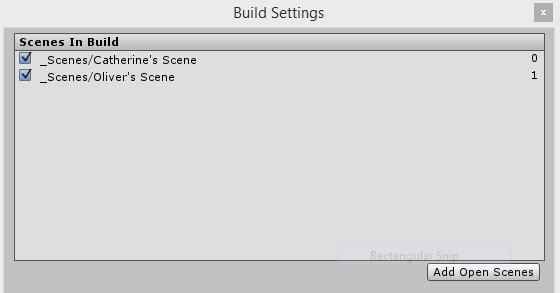 Build Settings
x
Scenes In Build
_Scenes/Catherine's Scene 0
_Scenes/Oliver's Scene 1
Rectangular Snip
Add Open Scenes